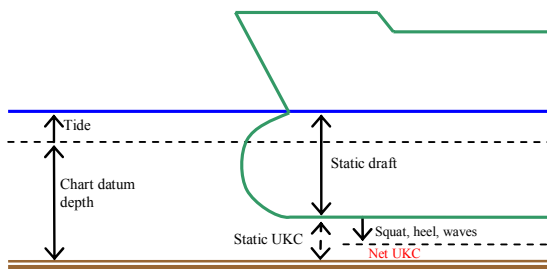 Tide
Chart datum
depth
Static draft
Static UKC
Squat, heel, waves
Net UKC